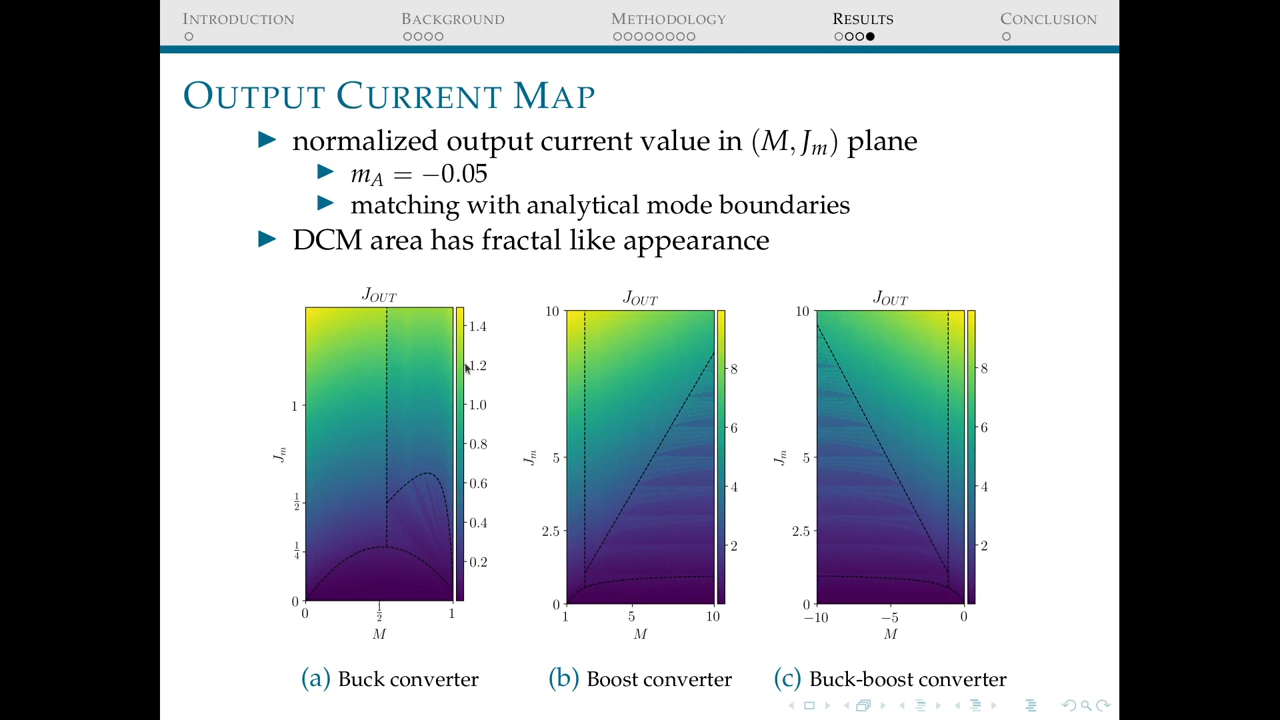 INTRODUCTION BACKGROUND METHODOLOGY RESULTS CONCLUSION
OUTPUT CURRENT MAP
▶ normalized output current value in (M, Jm) plane
▶ mA = −0.05
▶ matching with analytical mode boundaries
▶ DCM area has fractal like appearance
JOUT
1.4
1.2
1.0
0.8
0.6
0.4
0.2
1
1/2
1/4
0
Jm
0 1/2 1
M
JOUT
10
5
2.5
0
Jm
8
6
4
2
1 5 10
M
JOUT
10
5
2.5
0
Jm
8
6
4
2
−10 −5 0
M
(a) Buck converter
(b) Boost converter
(c) Buck-boost converter